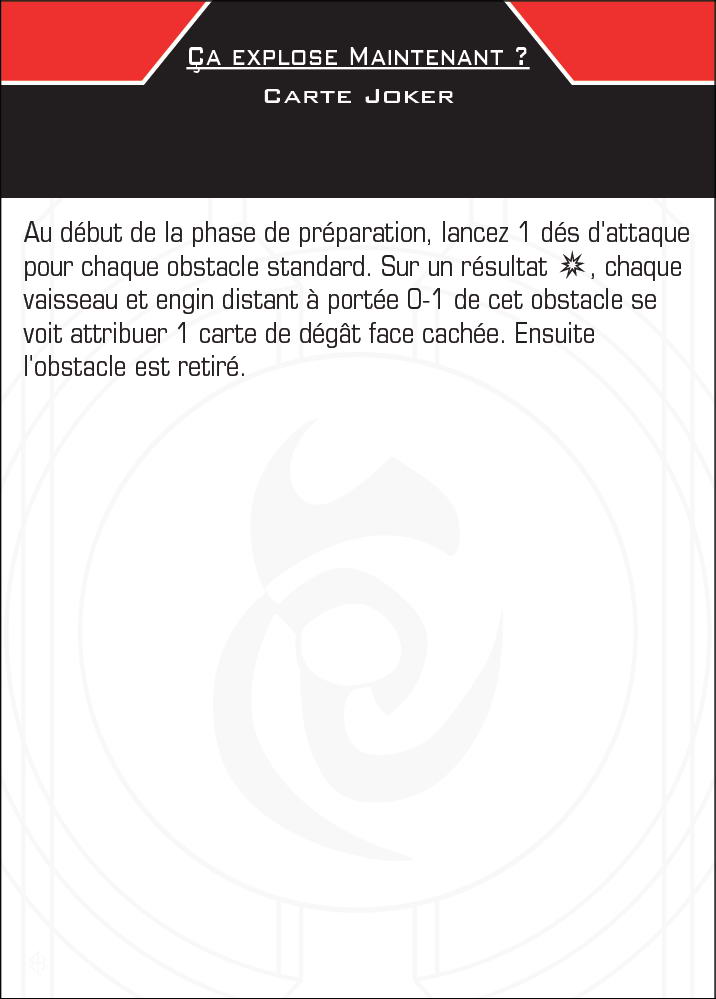 Ça explose Maintenant ?
Carte Joker
Au début de la phase de préparation, lancez 1 dés d'attaque
pour chaque obstacle standard. Sur un résultat , chaque
vaisseau et engin distant à portée 0-1 de cet obstacle se
voit attribuer 1 carte de dégât face cachée. Ensuite
l'obstacle est retiré.